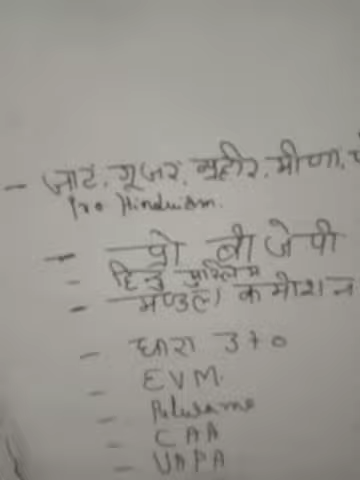 - जाट, गूजर, अहीर, मीणा,
Pro Hinduism.
- प्रो बीजेपी
- हिन्दु मुस्लिम
- मण्डल कमीशन
- धारा 370
- EVM.
- Pulwama
- CAA
- UAPA